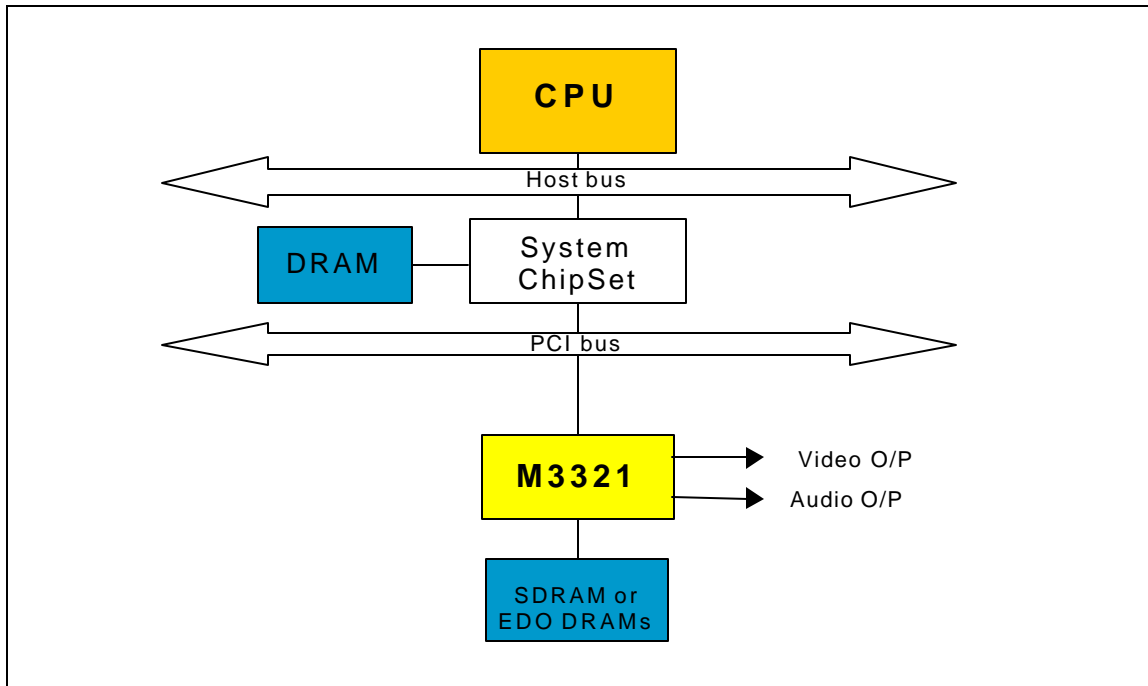 CPU
Host bus
DRAM
System
ChipSet
PCI bus
M3321
Video O/P
Audio O/P
SDRAM or
EDO DRAMs